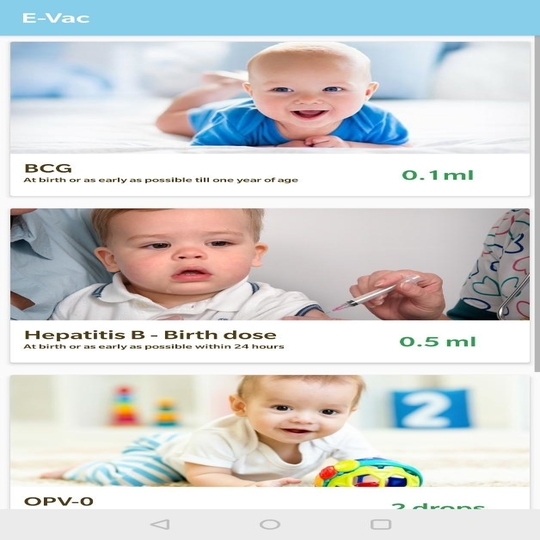 E-Vac
BCG
At birth or as early as possible till one year of age
0.1ml
Hepatitis B - Birth dose
At birth or as early as possible within 24 hours
0.5 ml
2
OPV-0
2 drops